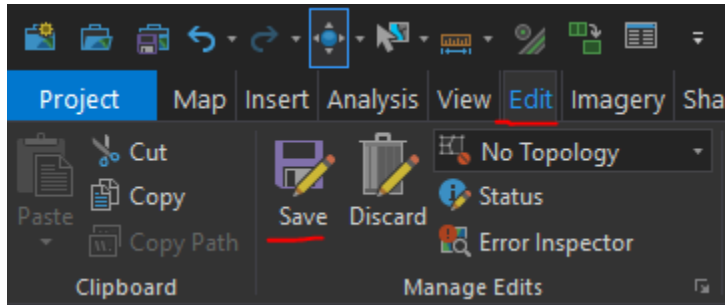 Project Map Insert Analysis View Edit Imagery Sha
Cut
Copy
Copy Path
Paste
Clipboard
Save
Discard
No Topology
Status
Error Inspector
Manage Edits